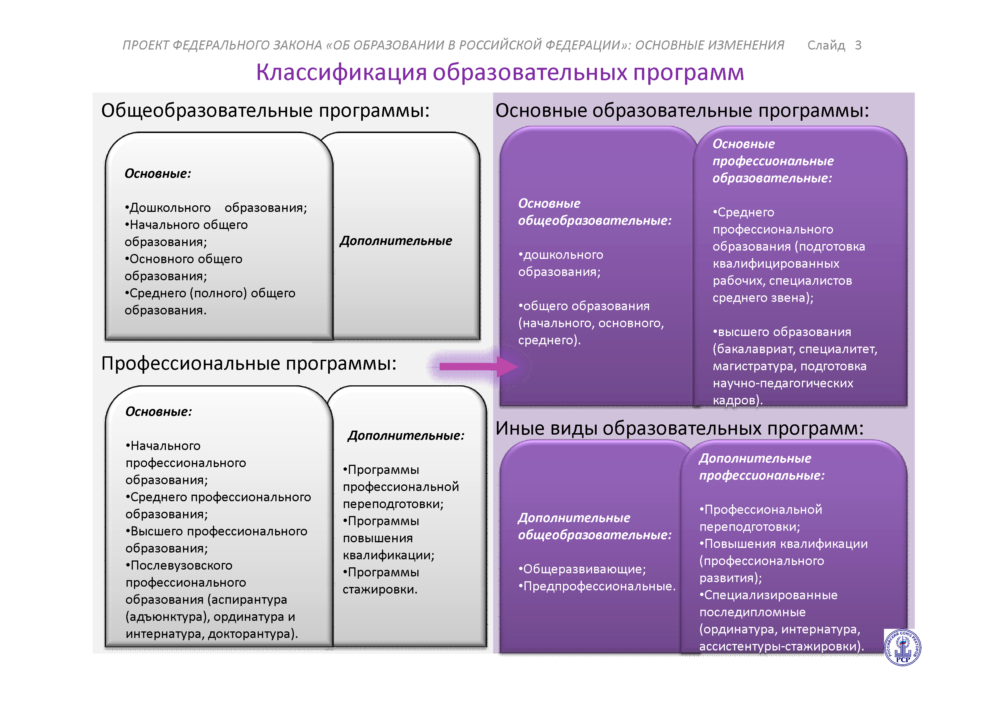 ПРОЕКТ ФЕДЕРАЛЬНОГО ЗАКОНА «ОБ ОБРАЗОВАНИИ В РОССИЙСКОЙ ФЕДЕРАЦИИ»: ОСНОВНЫЕ ИЗМЕНЕНИЯ Слайд 3
Классификация образовательных программ
Общеобразовательные программы:
Основные:
•Дошкольного образования;
•Начального общего
образования;
•Основного общего
образования;
•Среднего (полного) общего
образования.
Дополнительные
Профессиональные программы:
Основные:
•Начального
профессионального
образования;
•Среднего профессионального
образования;
•Высшего профессионального
образования;
•Послевузовского
профессионального
образования (аспирантура
(адъюнктура), ординатура и
интернатура, докторантура).
Дополнительные:
•Программы
профессиональной
переподготовки;
•Программы
повышения
квалификации;
•Программы
стажировки.
Основные образовательные программы:
Основные
общеобразовательные:
•дошкольного
образования;
•общего образования
(начального, основного,
среднего).
Основные
профессиональные
образовательные:
•Среднего
профессионального
образования (подготовка
квалифицированных
рабочих, специалистов
среднего звена);
•высшего образования
(бакалавриат, специалитет,
магистратура, подготовка
научно-педагогических
кадров).
Иные виды образовательных программ:
Дополнительные
общеобразовательные:
•Общеразвивающие;
•Предпрофессиональные.
Дополнительные
профессиональные:
•Профессиональной
переподготовки;
•Повышения квалификации
(профессионального
развития);
•Специализированные
последипломные
(ординатура, интернатура,
ассистентуры-стажировки).
РОССИЙСКИЙ СОЮЗ РЕКТОРОВ
РСР